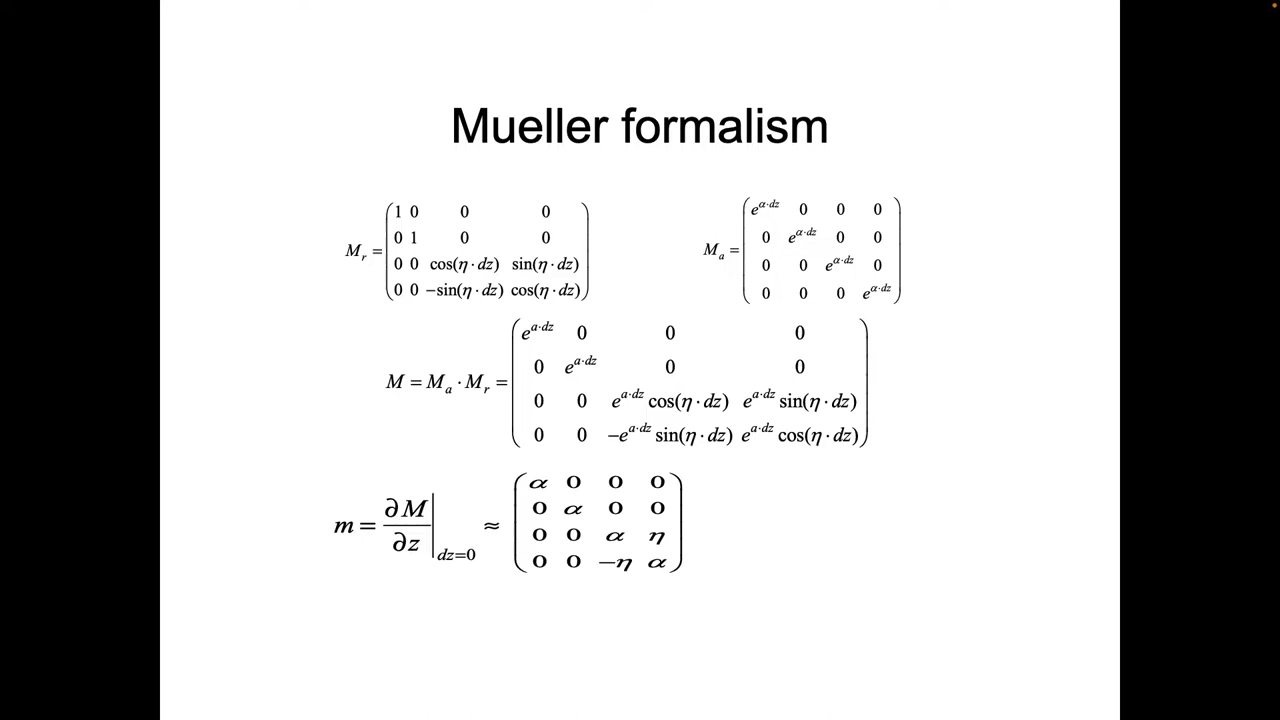 Mueller formalism
M_r = ( 1 0 0 0
0 1 0 0
0 0 cos(η · dz) sin(η · dz)
0 0 −sin(η · dz) cos(η · dz) )
M_a = ( e^{α·dz} 0 0 0
0 e^{α·dz} 0 0
0 0 e^{α·dz} 0
0 0 0 e^{α·dz} )
M = M_a · M_r = ( e^{a·dz} 0 0 0
0 e^{a·dz} 0 0
0 0 e^{a·dz} cos(η · dz) e^{a·dz} sin(η · dz)
0 0 −e^{a·dz} sin(η · dz) e^{a·dz} cos(η · dz) )
m = ∂M/∂z |_{dz=0} ≈ ( α 0 0 0
0 α 0 0
0 0 α η
0 0 −η α )